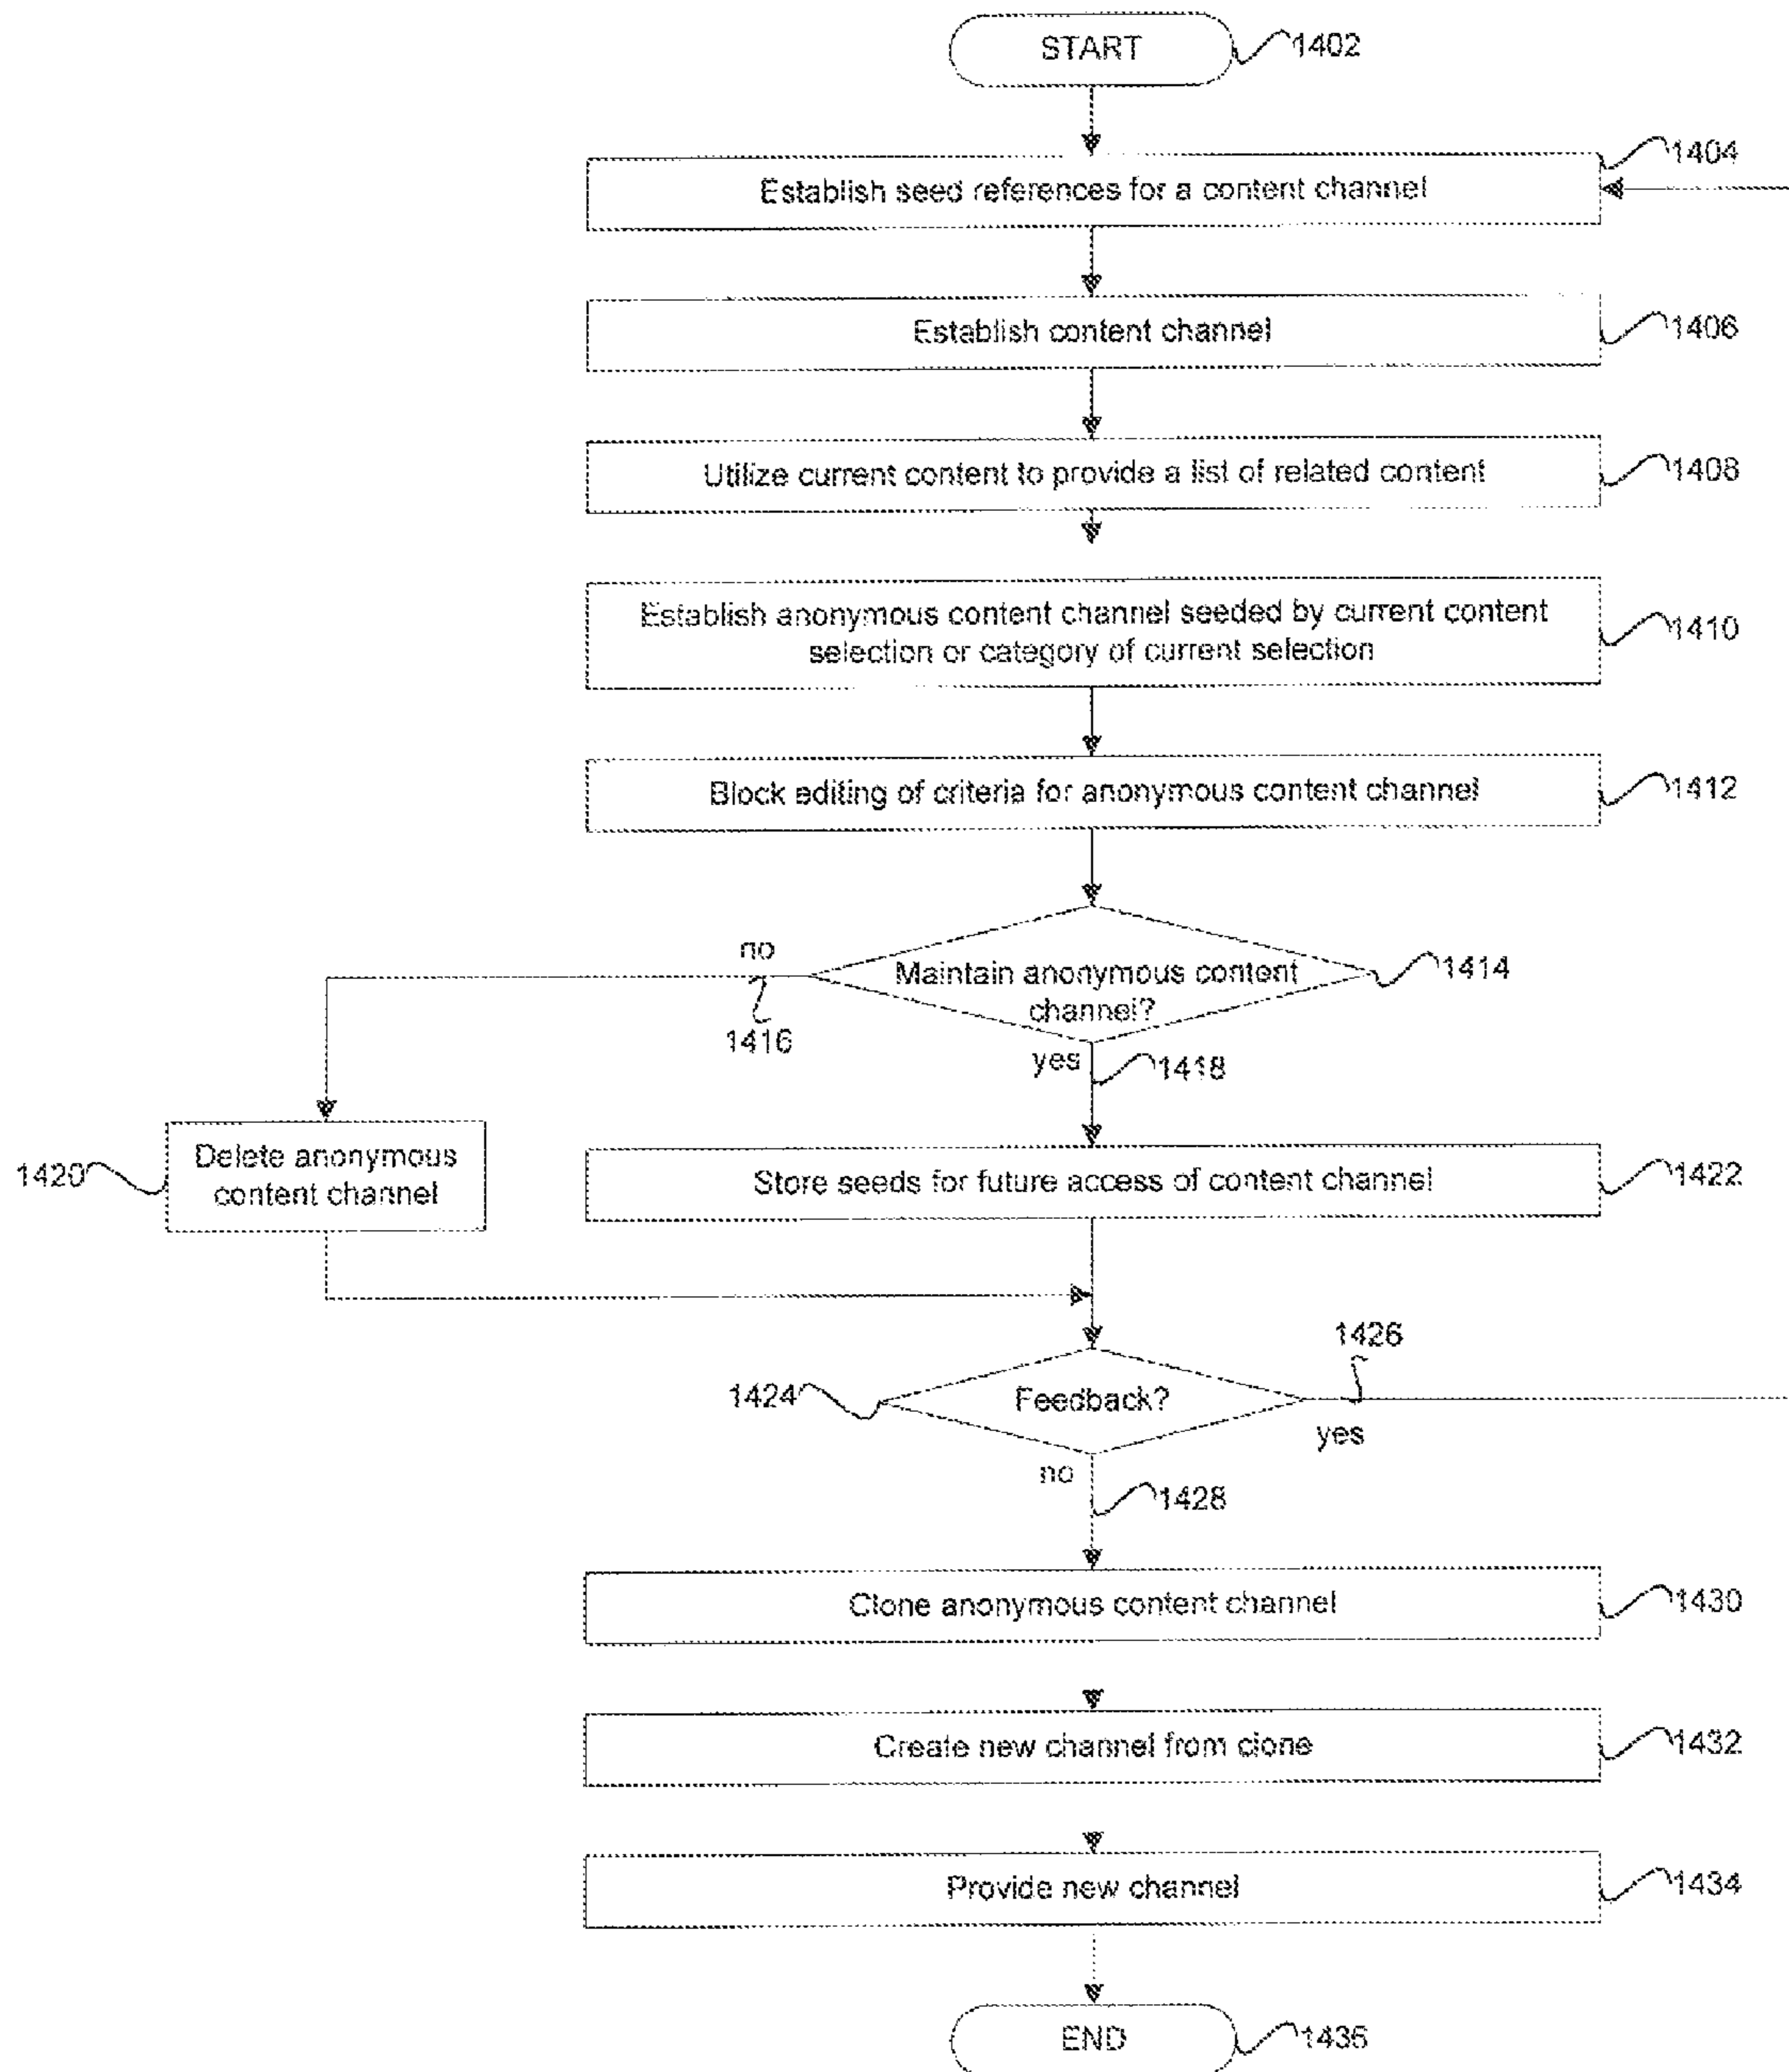 START
1402
1404
Establish seed references for a content channel
Establish content channel
1406
Utilize current content to provide a list of related content
1408
Establish anonymous content channel seeded by current content
selection or category of current selection
1410
Block editing of criteria for anonymous content channel
1412
no
Maintain anonymous content
channel?
1414
1416
yes
1418
1420
Delete anonymous
content channel
Store seeds for future access of content channel
1422
1426
1424
Feedback?
yes
no
1428
Clone anonymous content channel
1430
Create new channel from clone
1432
Provide new channel
1434
END
1436